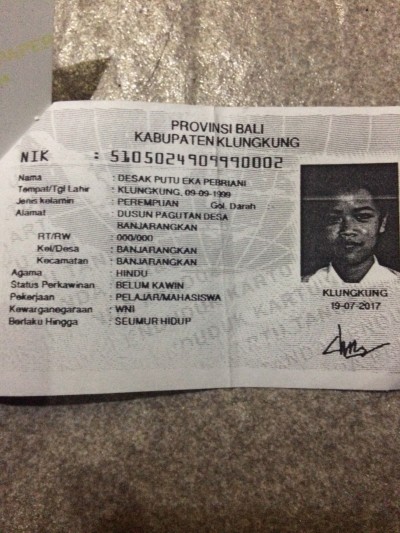 PROVINSI BALI
KABUPATEN KLUNGKUNG
NIK : 5105024909990002
Nama : DESAK PUTU EKA PEBRIANI
Tempat/Tgl Lahir : KLUNGKUNG, 09-09-1999
Jenis kelamin : PEREMPUAN Gol. Darah :
Alamat : DUSUN PAGUTAN DESA
BANJARANGKAN
RT/RW : 000/000
Kel/Desa : BANJARANGKAN
Kecamatan : BANJARANGKAN
Agama : HINDU
Status Perkawinan : BELUM KAWIN
Pekerjaan : PELAJAR/MAHASISWA
Kewarganegaraan : WNI
Berlaku Hingga : SEUMUR HIDUP
KLUNGKUNG
19-07-2017